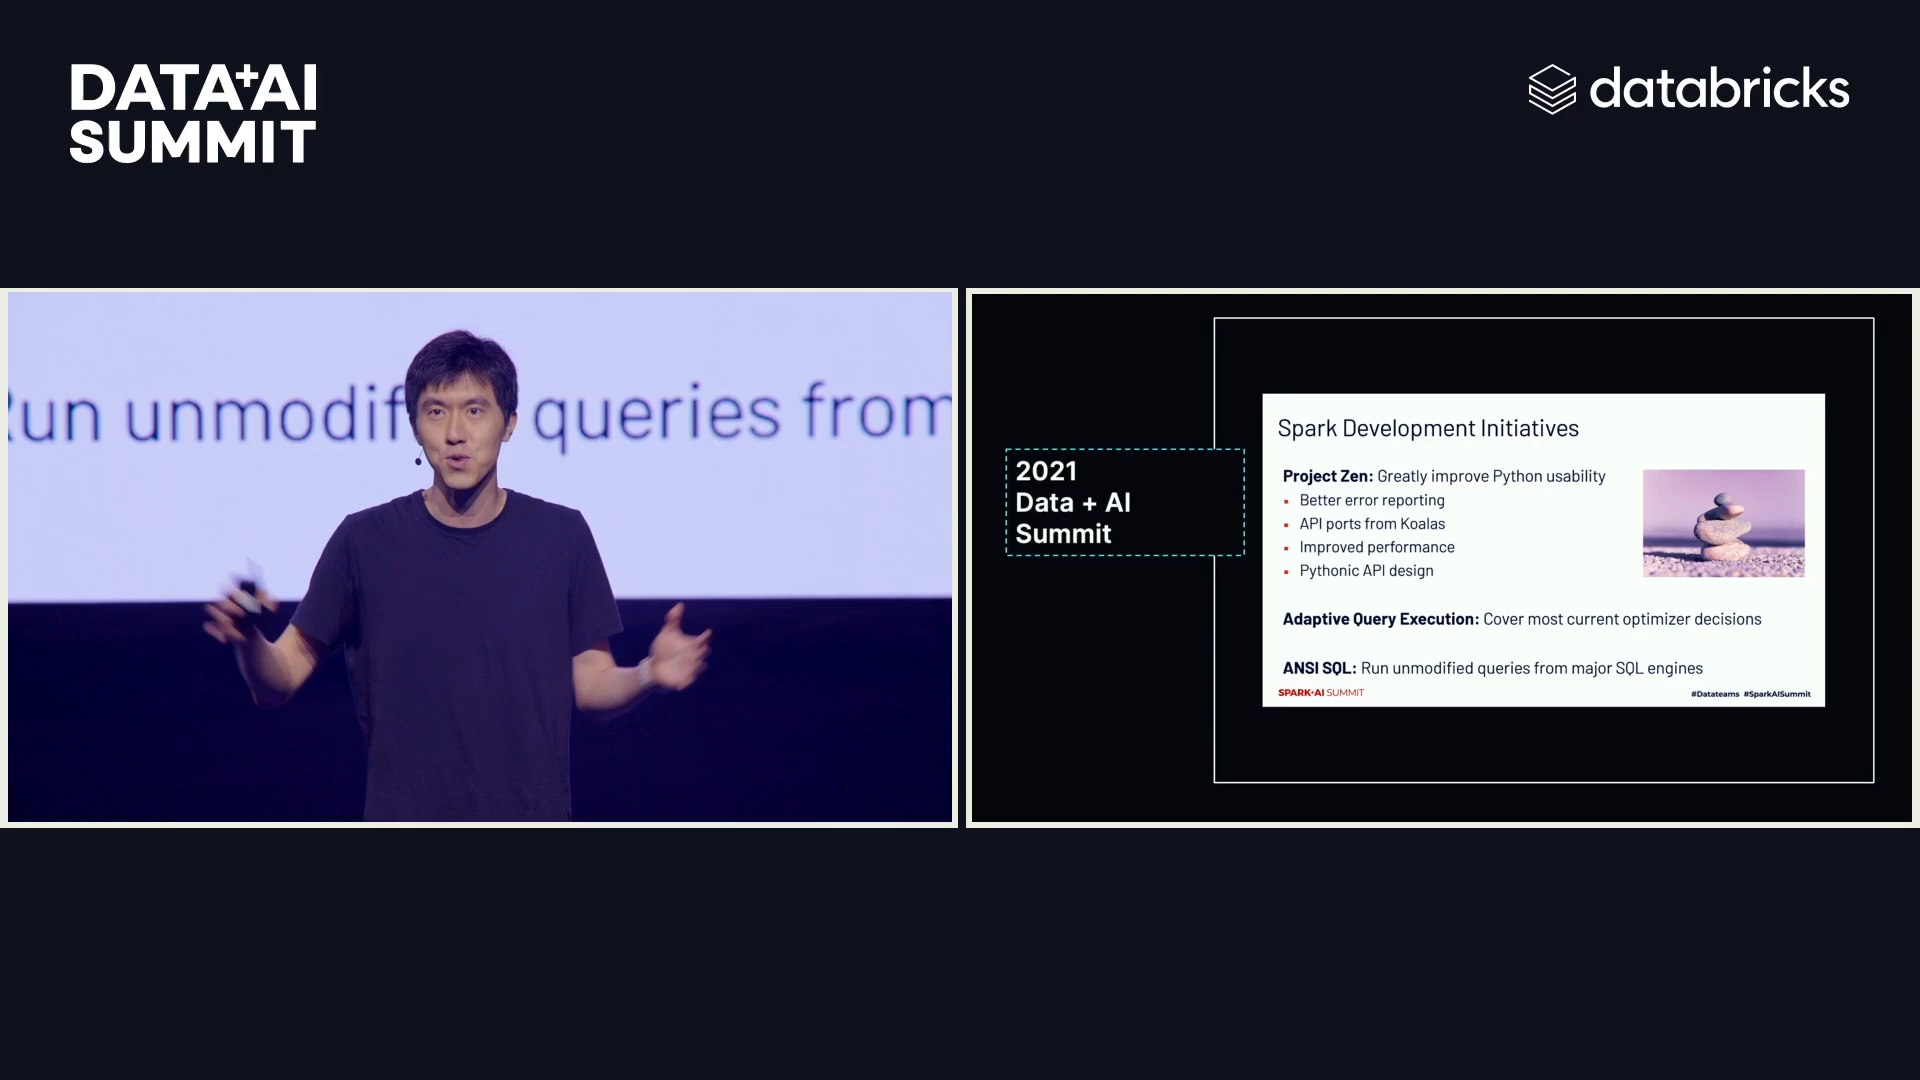 DATA+AI
SUMMIT
databricks
Run unmodif queries from
2021
Data + AI
Summit
Spark Development Initiatives
Project Zen: Greatly improve Python usability
▪ Better error reporting
▪ API ports from Koalas
▪ Improved performance
▪ Pythonic API design
Adaptive Query Execution: Cover most current optimizer decisions
ANSI SQL: Run unmodified queries from major SQL engines
SPARK+AI SUMMIT
#Datateams #SparkAISummit